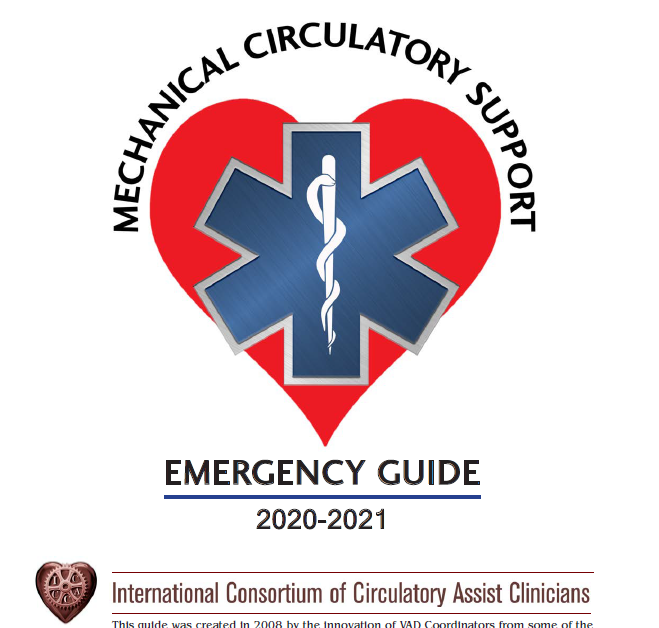 MECHANICAL CIRCULATORY SUPPORT
EMERGENCY GUIDE
2020-2021
International Consortium of Circulatory Assist Clinicians
This guide was created in 2008 by the innovation of VAD Coordinators from some of the